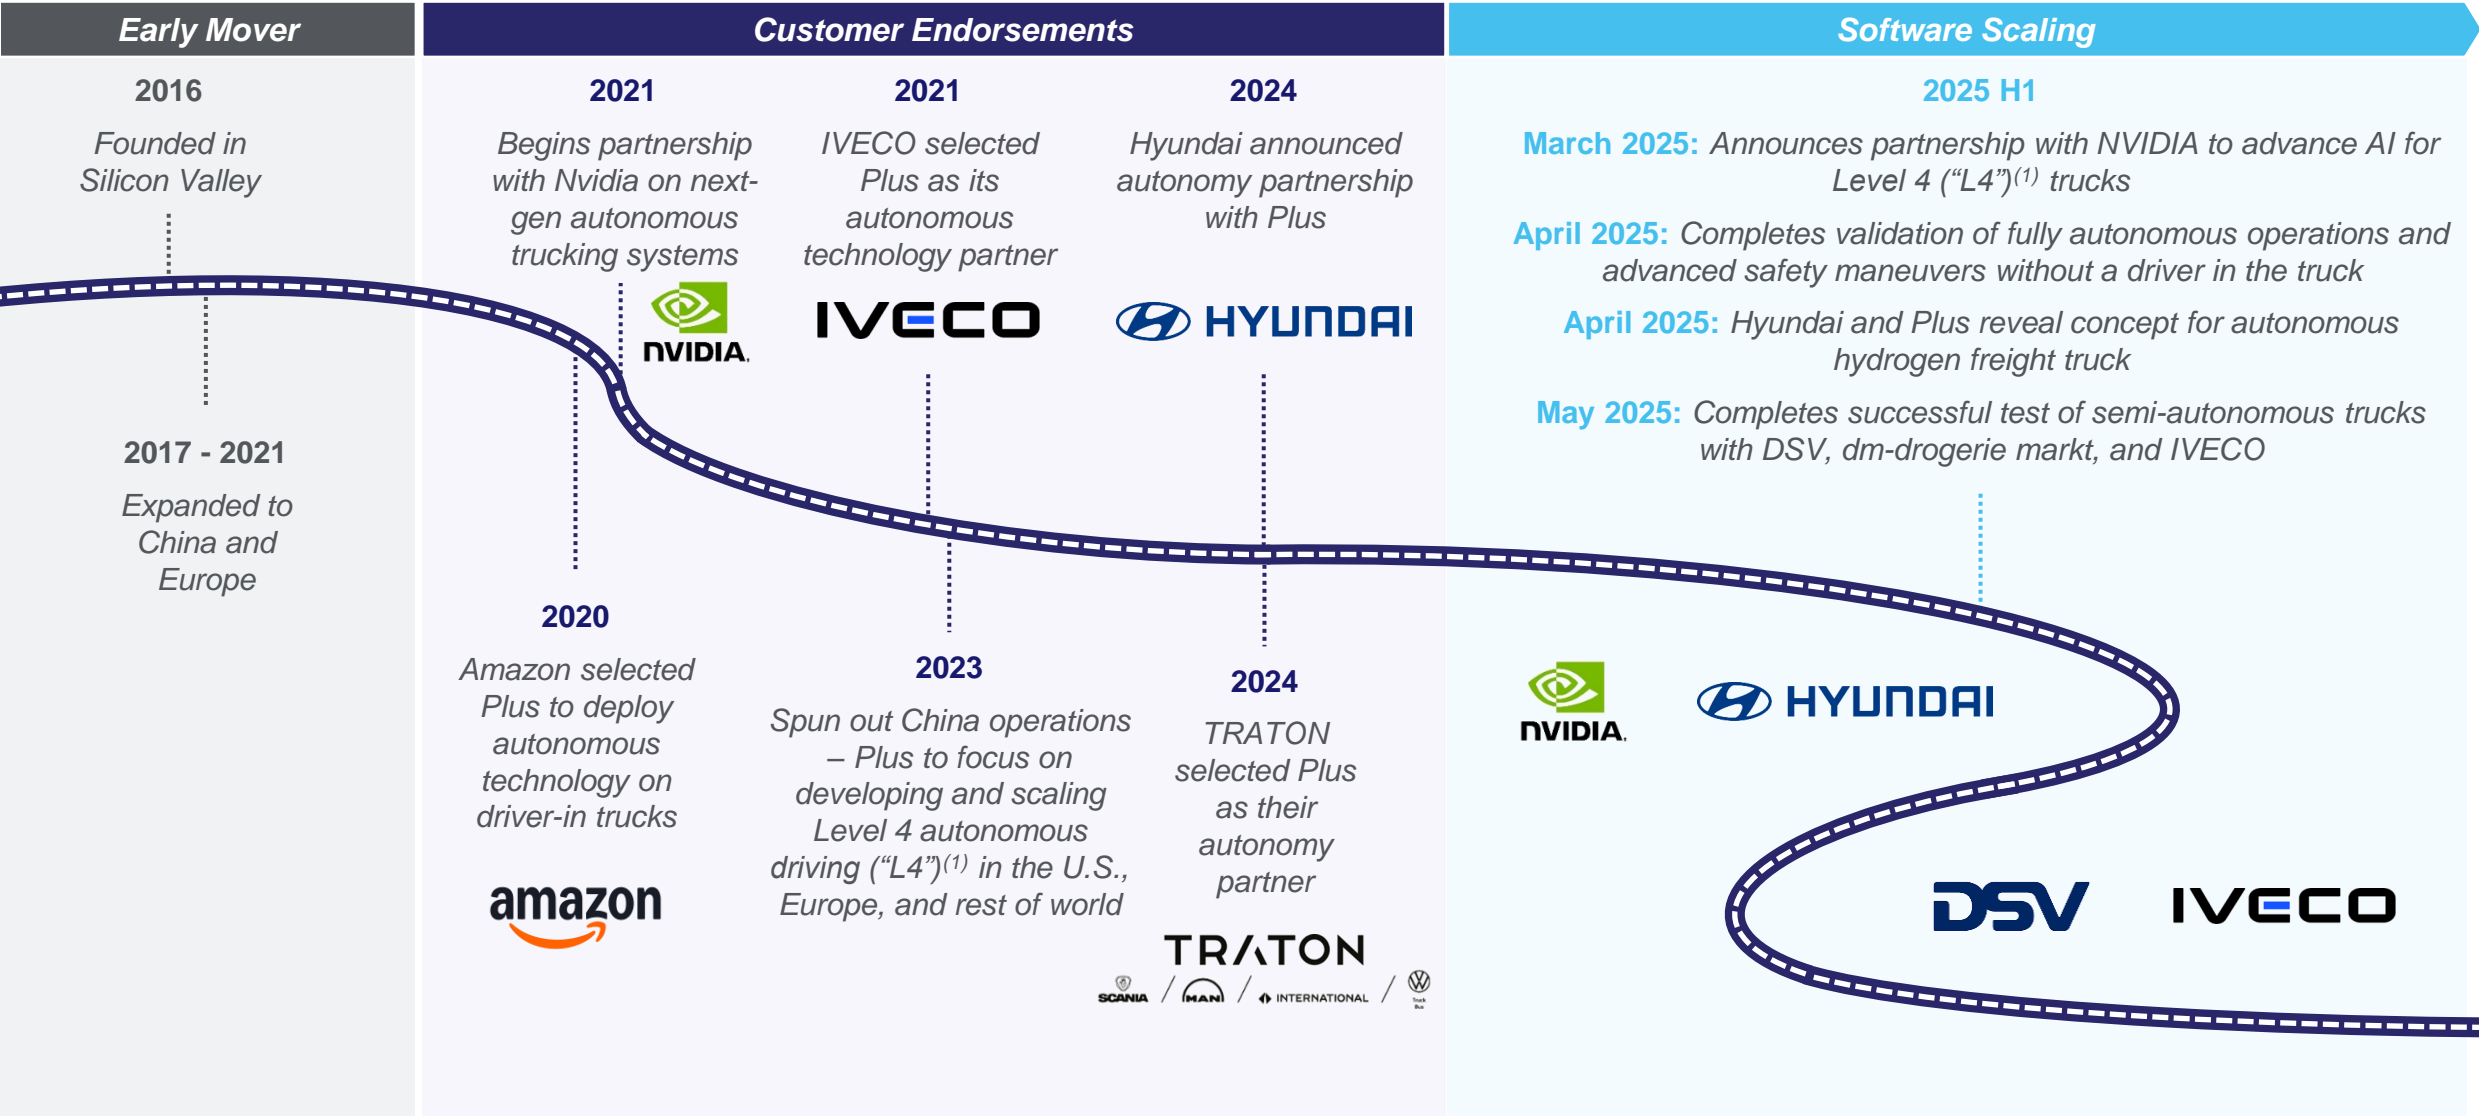 Early Mover
2016
Founded in
Silicon Valley
2017 - 2021
Expanded to
China and
Europe
Customer Endorsements
2021
Begins partnership
with Nvidia on next-
gen autonomous
trucking systems
NVIDIA.
2021
IVECO selected
Plus as its
autonomous
technology partner
IVECO
2024
Hyundai announced
autonomy partnership
with Plus
HYUNDAI
2020
Amazon selected
Plus to deploy
autonomous
technology on
driver-in trucks
amazon
2023
Spun out China operations
– Plus to focus on
developing and scaling
Level 4 autonomous
driving (“L4”)(1) in the U.S.,
Europe, and rest of world
2024
TRATON
selected Plus
as their
autonomy
partner
TRATON
SCANIA / MAN / INTERNATIONAL /
Truck
Bus
Software Scaling
2025 H1
March 2025: Announces partnership with NVIDIA to advance AI for
Level 4 (“L4”)(1) trucks
April 2025: Completes validation of fully autonomous operations and
advanced safety maneuvers without a driver in the truck
April 2025: Hyundai and Plus reveal concept for autonomous
hydrogen freight truck
May 2025: Completes successful test of semi-autonomous trucks
with DSV, dm-drogerie markt, and IVECO
NVIDIA.
HYUNDAI
DSV
IVECO